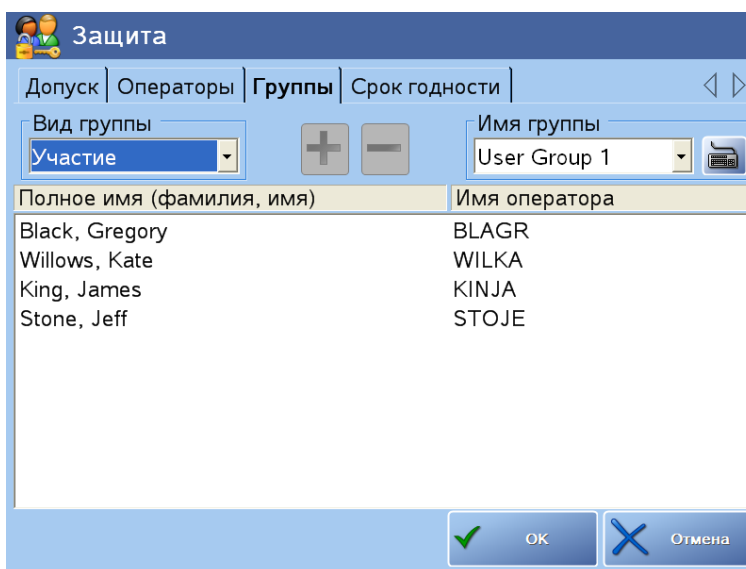 Защита
Допуск Операторы Группы Срок годности
Вид группы Имя группы
Участие User Group 1
Полное имя (фамилия, имя) Имя оператора
Black, Gregory BLAGR
Willows, Kate WILKA
King, James KINJA
Stone, Jeff STOJE
ОК Отмена